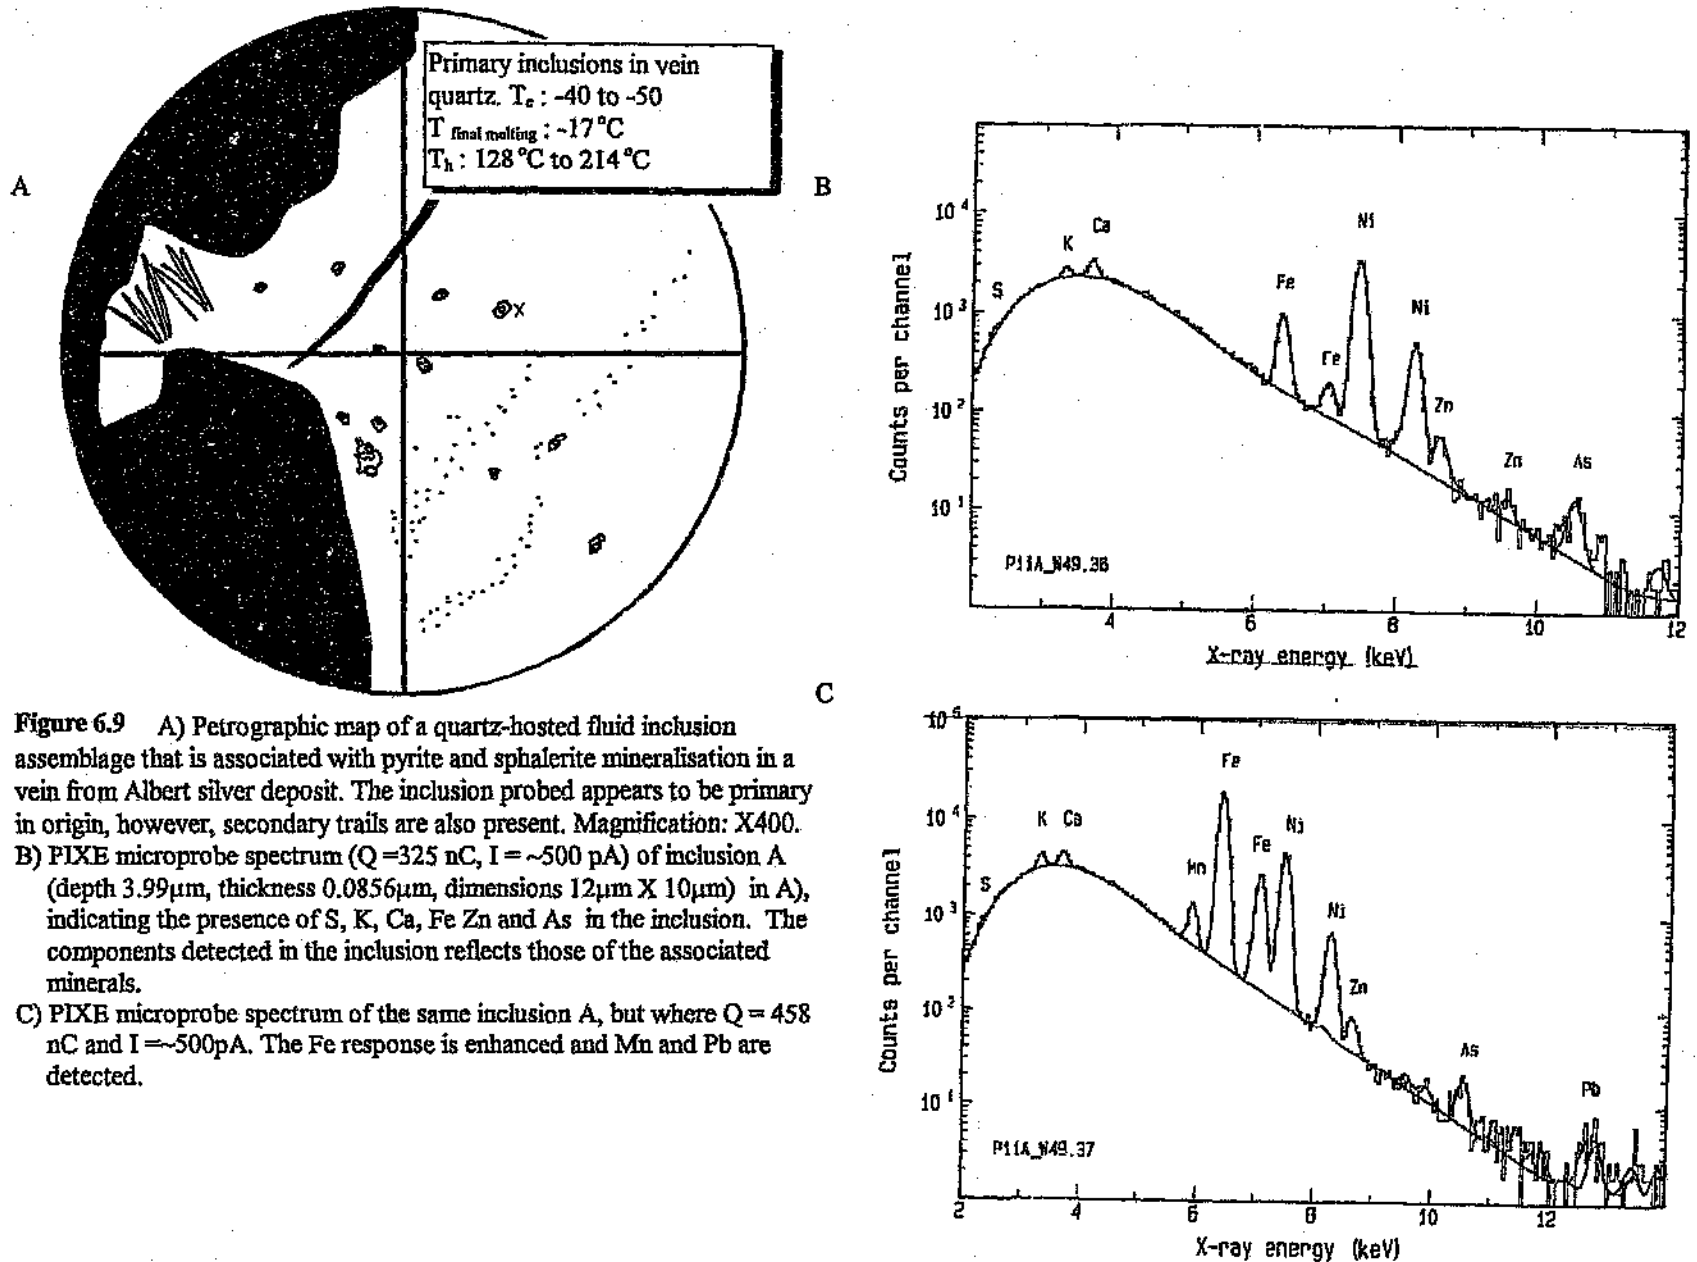 A
Primary inclusions in vein
quartz. Te : -40 to -50
T final melting : ~17°C
Th : 128°C to 214°C
x
B
Counts per channel
10 4
10 3
10 2
10 1
S
K
Ca
Fe
Fe
Ni
Ni
Zn
Zn
As
P11A_N49.36
4
6
8
10
12
X-ray energy (keV)
C
Counts per channel
10 5
10 4
10 3
10 2
10 1
S
K
Ca
Mn
Fe
Fe
Ni
Ni
Zn
As
Pb
P11A_N49.37
2
4
6
8
10
12
X-ray energy (keV)
Figure 6.9 A) Petrographic map of a quartz-hosted fluid inclusion
assemblage that is associated with pyrite and sphalerite mineralisation in a
vein from Albert silver deposit. The inclusion probed appears to be primary
in origin, however, secondary trails are also present. Magnification: X400.
B) PIXE microprobe spectrum (Q =325 nC, I = ~500 pA) of inclusion A
(depth 3.99µm, thickness 0.0856µm, dimensions 12µm X 10µm) in A),
indicating the presence of S, K, Ca, Fe Zn and As in the inclusion. The
components detected in the inclusion reflects those of the associated
minerals.
C) PIXE microprobe spectrum of the same inclusion A, but where Q = 458
nC and I =~500pA. The Fe response is enhanced and Mn and Pb are
detected.